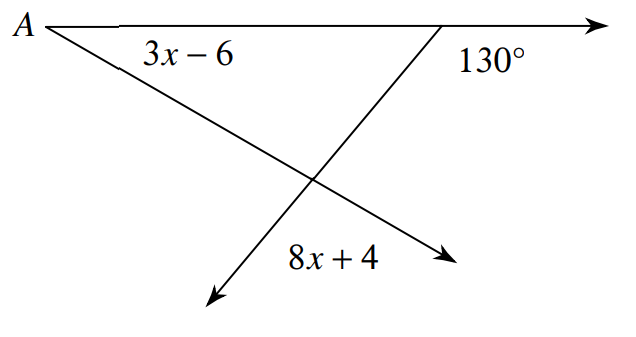 A
3x – 6
130°
8x + 4